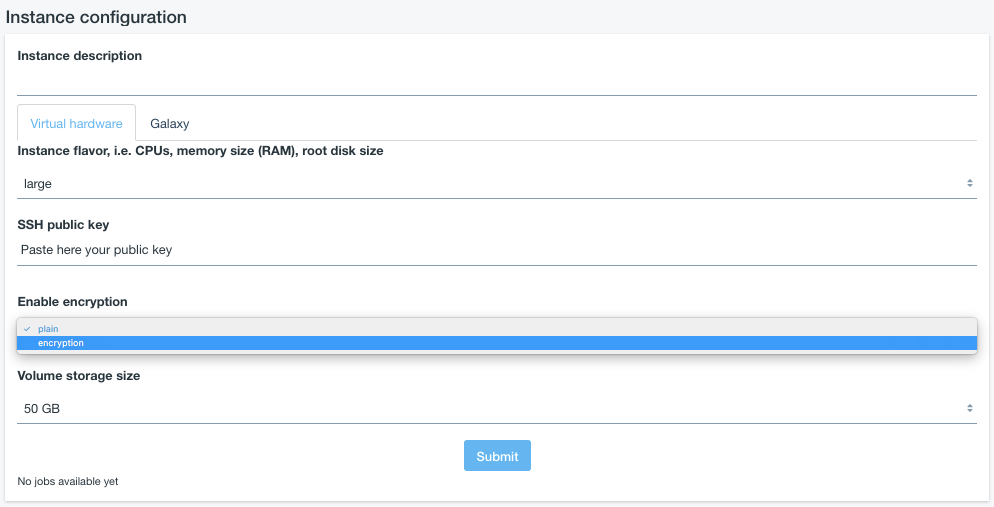 Instance configuration
Instance description
Virtual hardware Galaxy
Instance flavor, i.e. CPUs, memory size (RAM), root disk size
large
SSH public key
Paste here your public key
Enable encryption
✓ plain
encryption
Volume storage size
50 GB
Submit
No jobs available yet